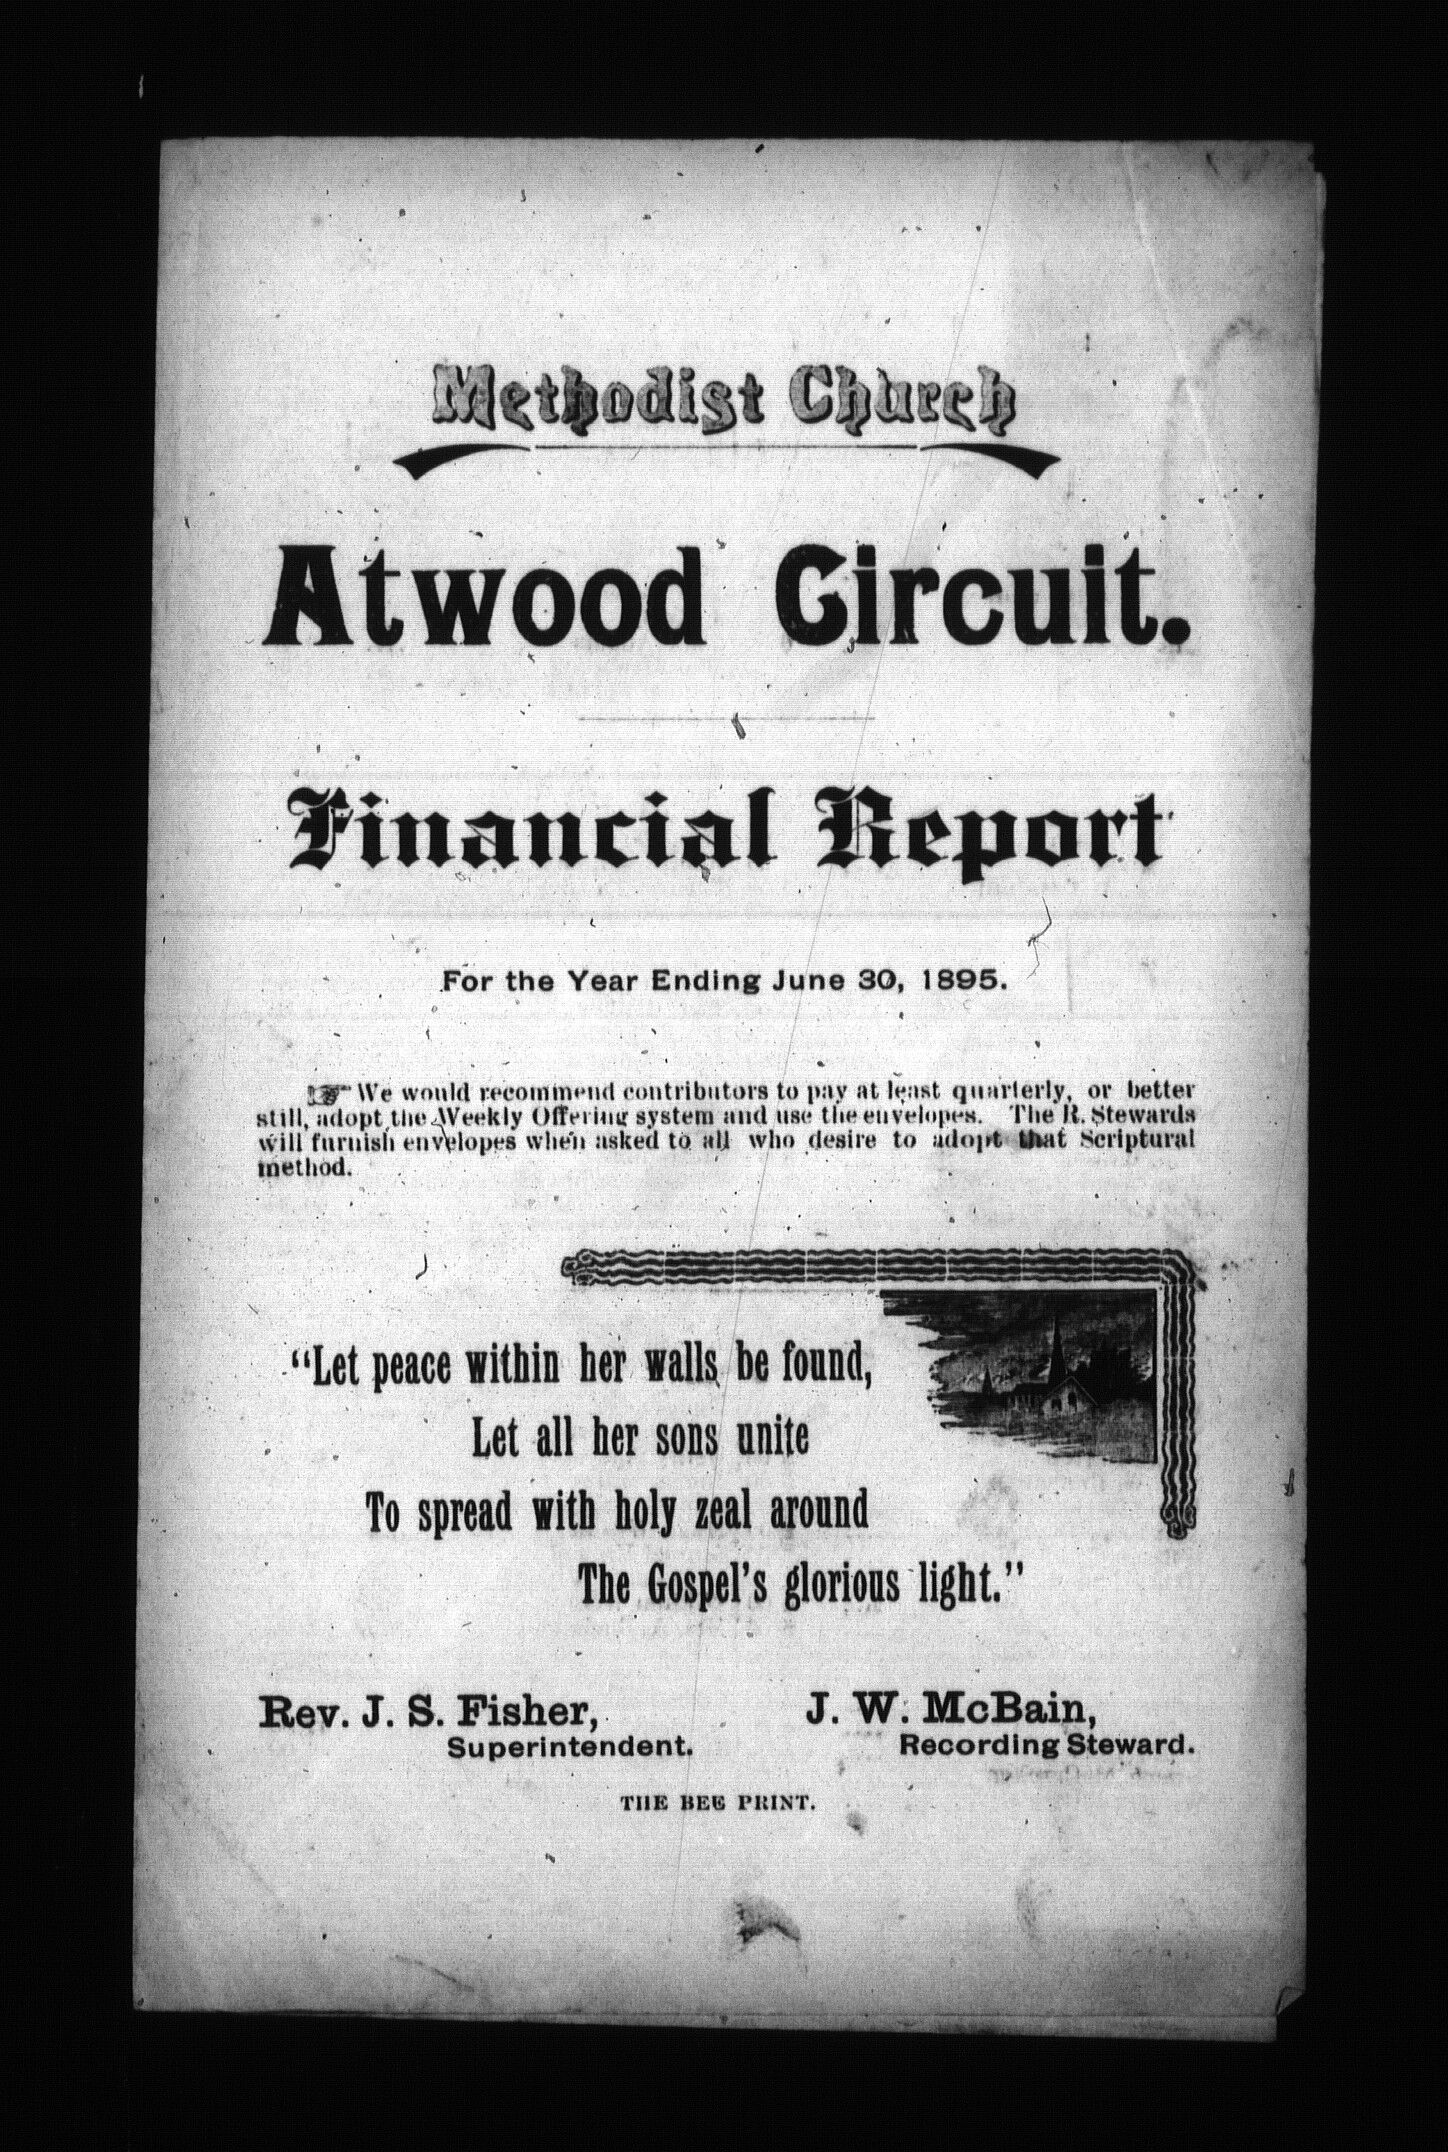 Methodist Church
Atwood Circuit.
Financial Report
For the Year Ending June 30, 1895.
☞ We would recommend contributors to pay at least quarterly, or better
still, adopt the Weekly Offering system and use the envelopes. The R. Stewards
will furnish envelopes when asked to all who desire to adopt that Scriptural
method.
"Let peace within her walls be found,
Let all her sons unite
To spread with holy zeal around
The Gospel's glorious light."
Rev. J. S. Fisher,
Superintendent.
J. W. McBain,
Recording Steward.
THE BEE PRINT.